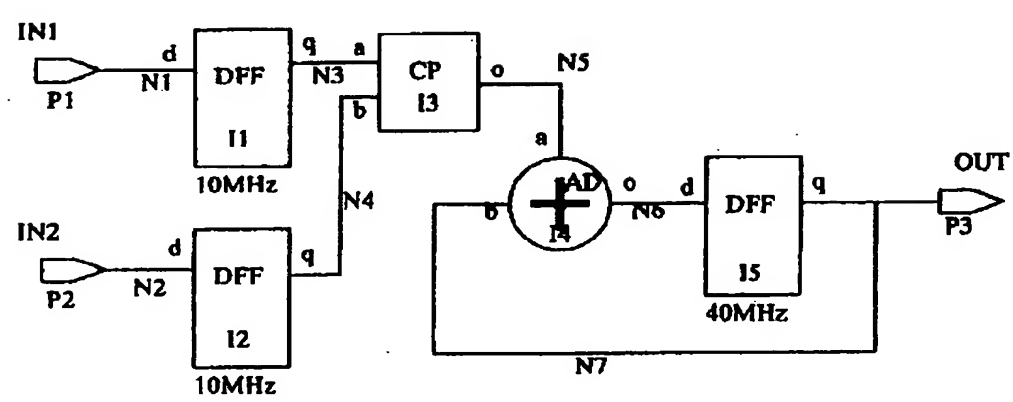 IN1
P1
d
N1
DFF
I1
10MHz
q
N3
a
b
CP
I3
o
N5
N4
IN2
P2
d
N2
DFF
I2
10MHz
q
a
b
AD
I4
o
N6
d
DFF
I5
40MHz
q
N7
OUT
P3